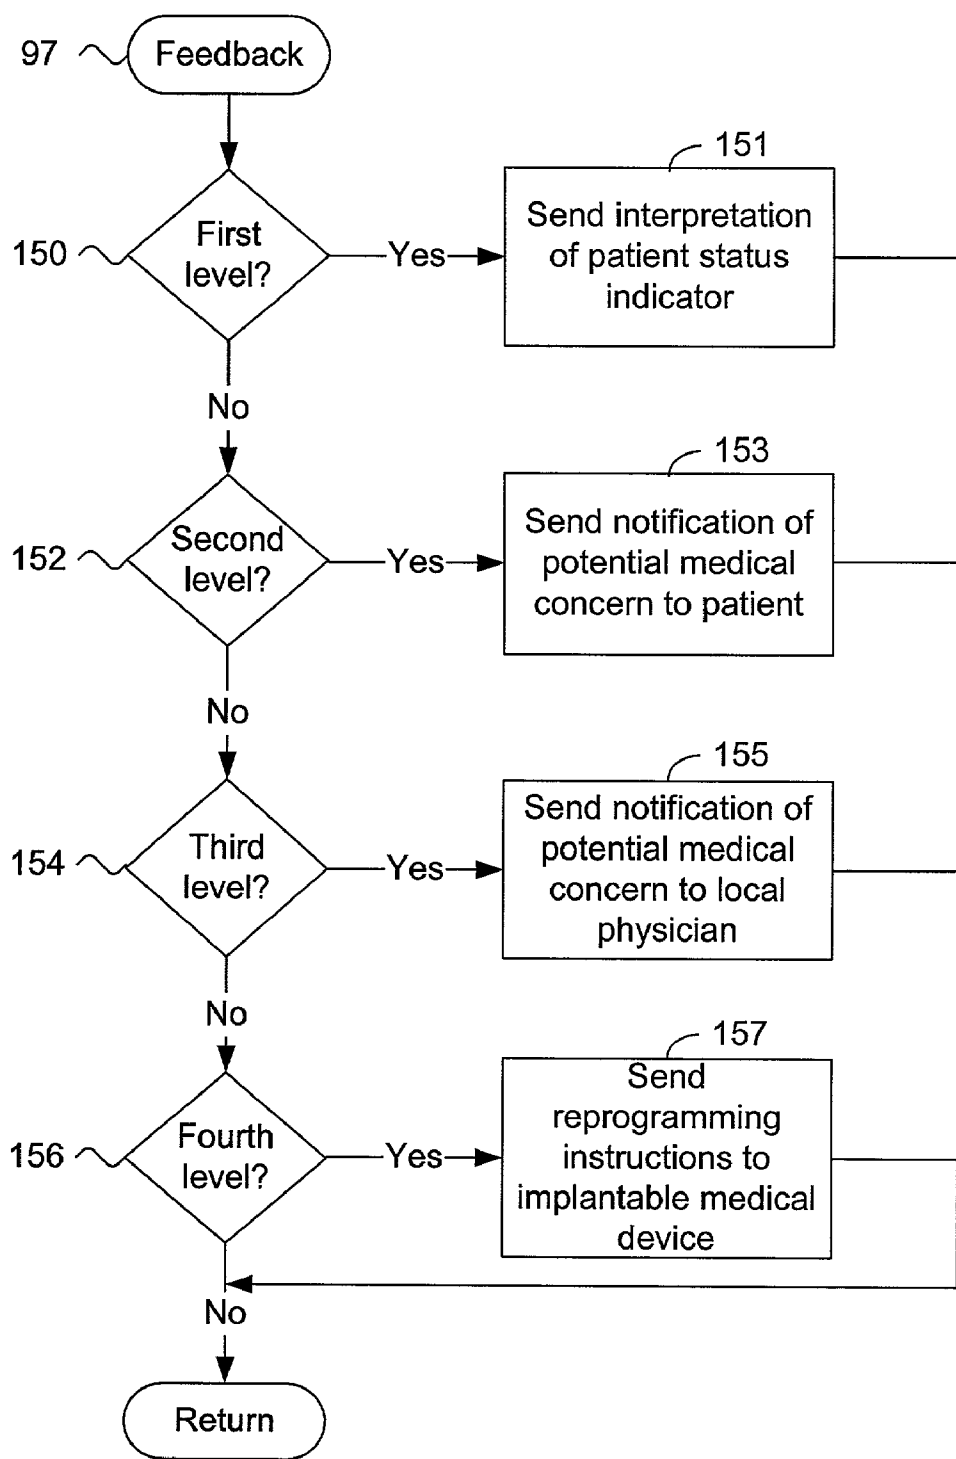 97
Feedback
151
Send interpretation
of patient status
indicator
150
First
level?
Yes
No
153
Send notification of
potential medical
concern to patient
152
Second
level?
Yes
No
155
Send notification of
potential medical
concern to local
physician
154
Third
level?
Yes
No
157
Send
reprogramming
instructions to
implantable medical
device
156
Fourth
level?
Yes
No
Return